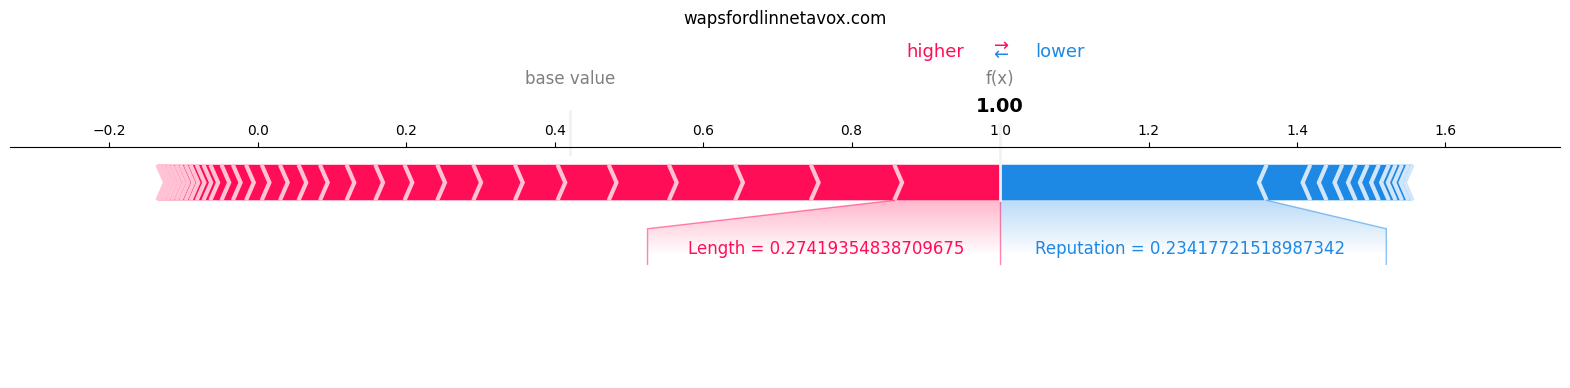 wapsfordlinnetavox.com
higher ⇄ lower
base value f(x)
1.00
−0.2 0.0 0.2 0.4 0.6 0.8 1.0 1.2 1.4 1.6
Length = 0.27419354838709675 Reputation = 0.23417721518987342